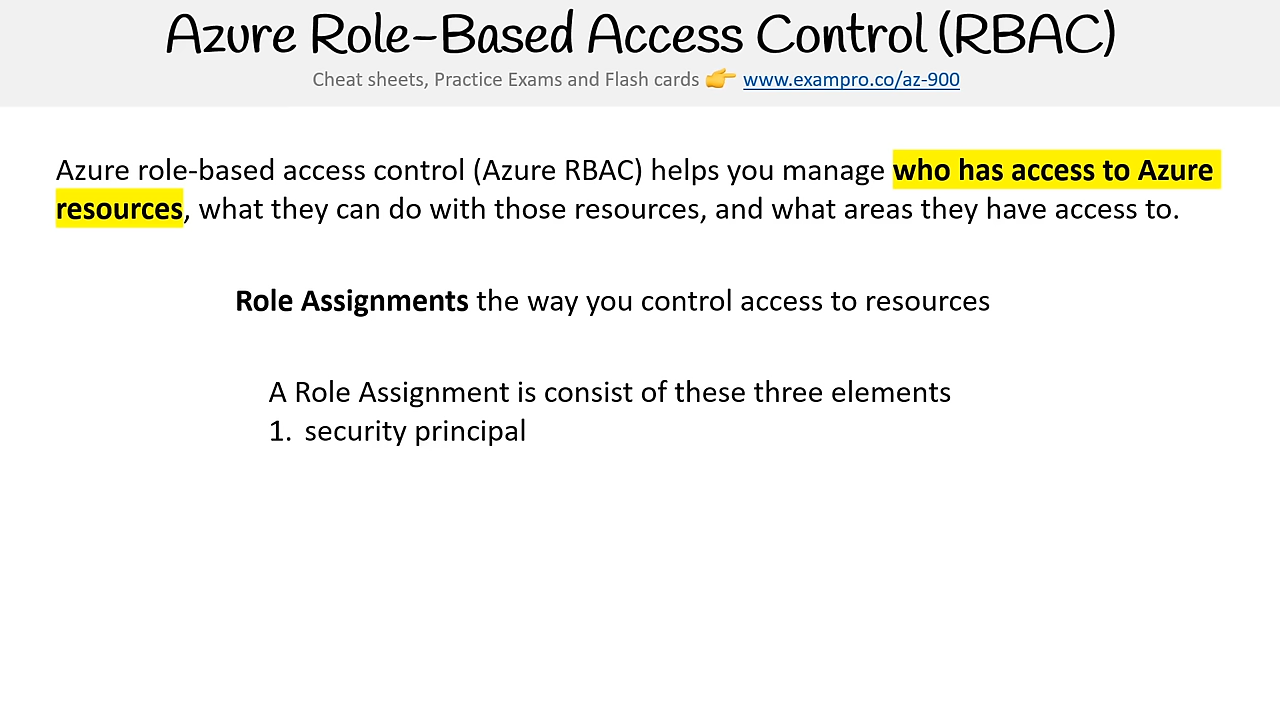 Azure Role-Based Access Control (RBAC)
Cheat sheets, Practice Exams and Flash cards 👉 www.exampro.co/az-900
Azure role-based access control (Azure RBAC) helps you manage who has access to Azure
resources, what they can do with those resources, and what areas they have access to.
Role Assignments the way you control access to resources
A Role Assignment is consist of these three elements
1. security principal